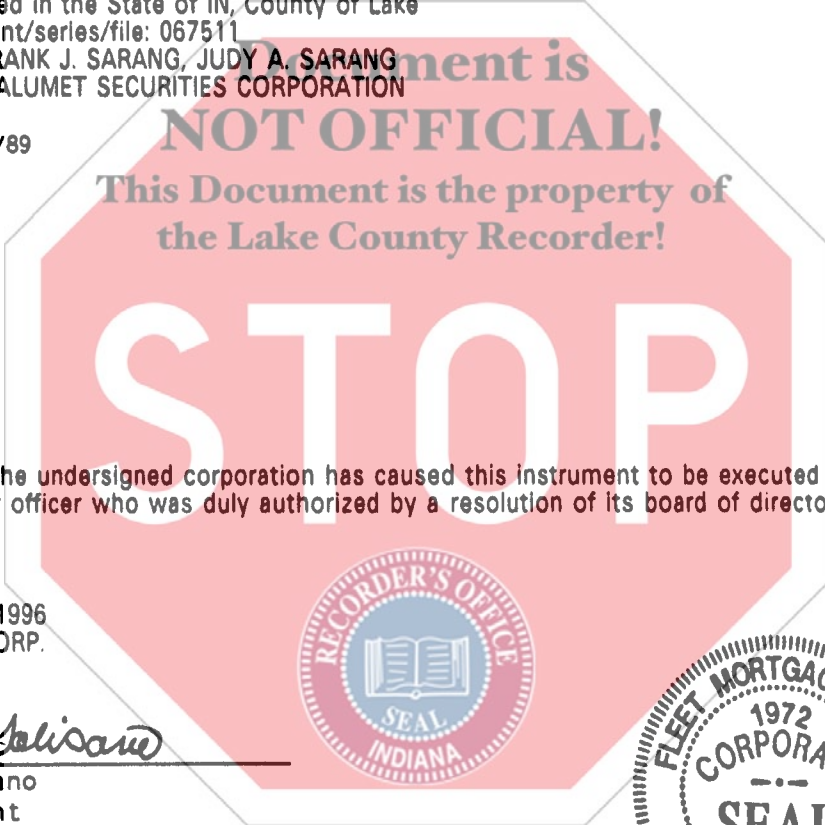 ed in the State of IN, County of Lake
nt/series/file: 067511
RANK J. SARANG, JUDY A. SARANG
ALUMET SECURITIES CORPORATION
/89
Document is
NOT OFFICIAL!
This Document is the property of
the Lake County Recorder!
STOP
he undersigned corporation has caused this instrument to be executed
officer who was duly authorized by a resolution of its board of directo
1996
ORP.
RECORDER'S OFFICE
SEAL
INDIANA
no
nt
FLEET MORTGAG
1972
CORPORA
SEAL